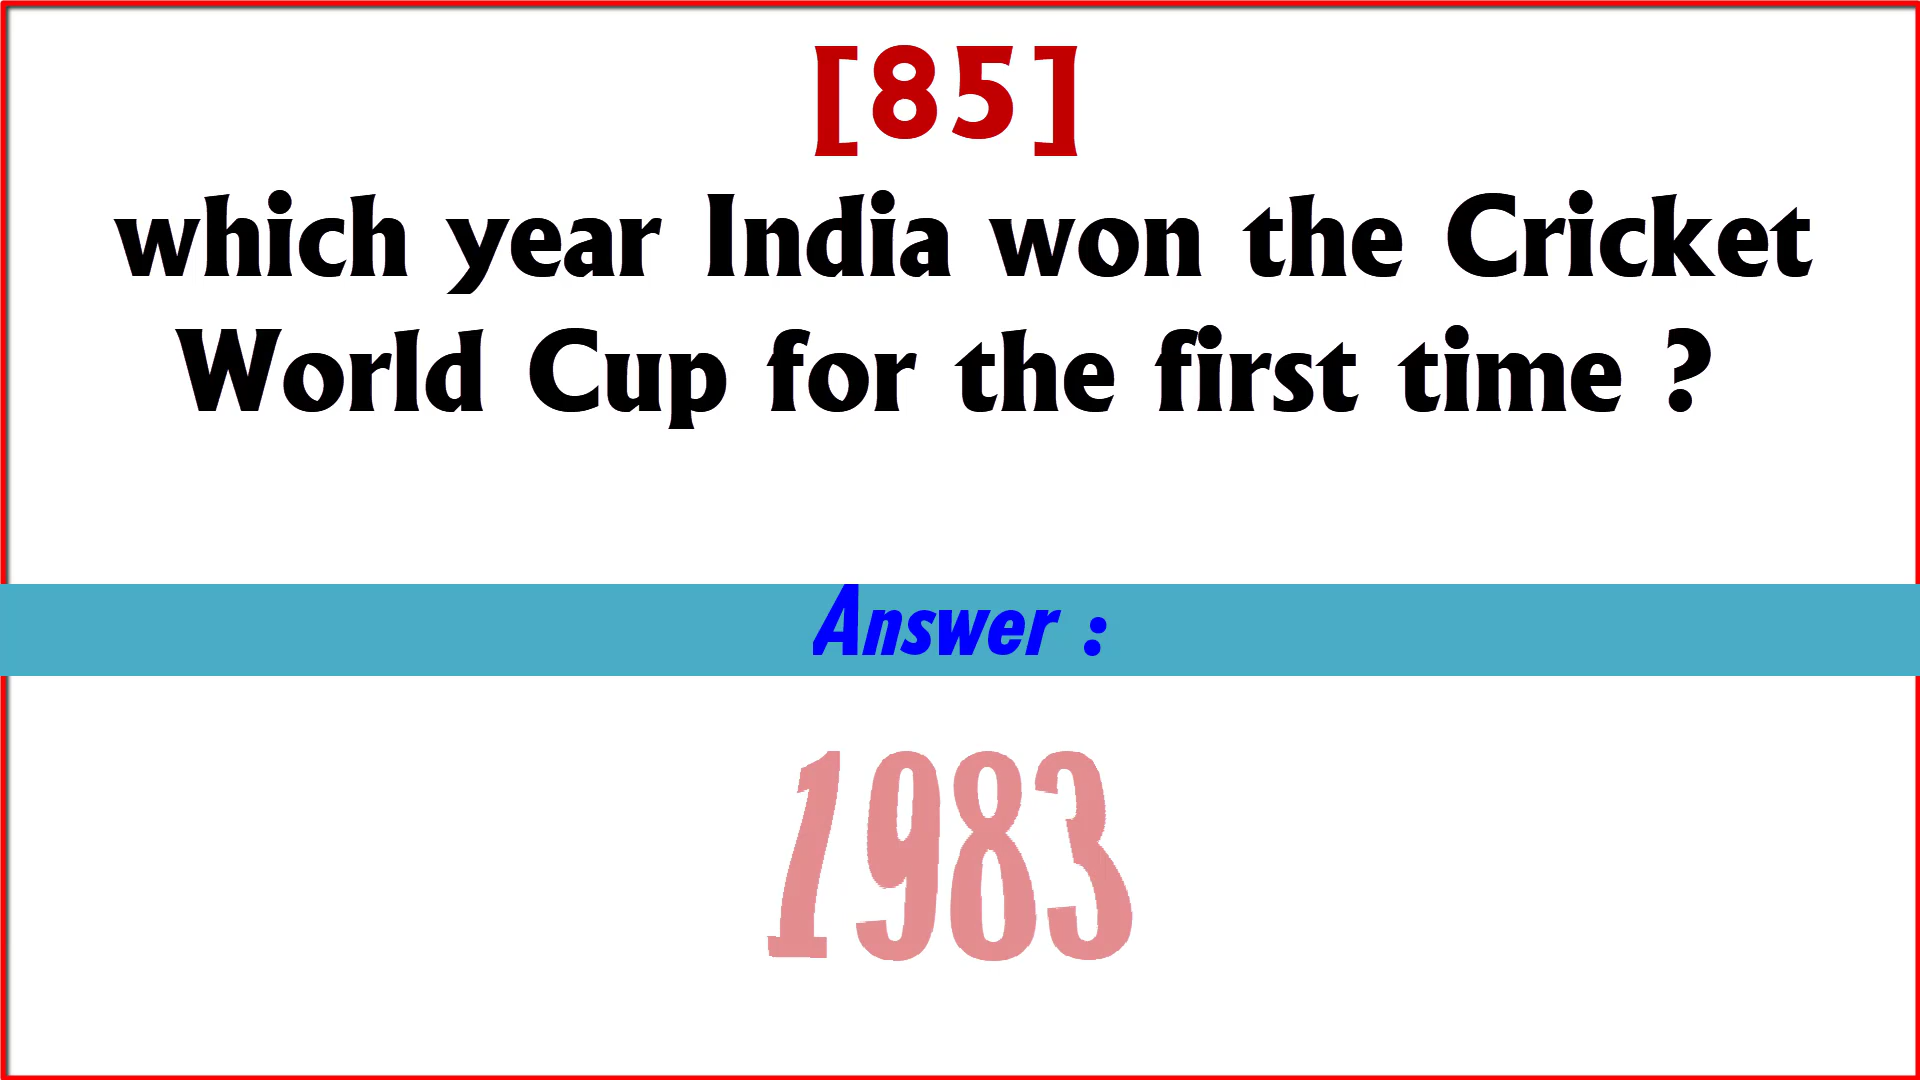 [85]
which year India won the Cricket
World Cup for the first time ?
Answer :
1983